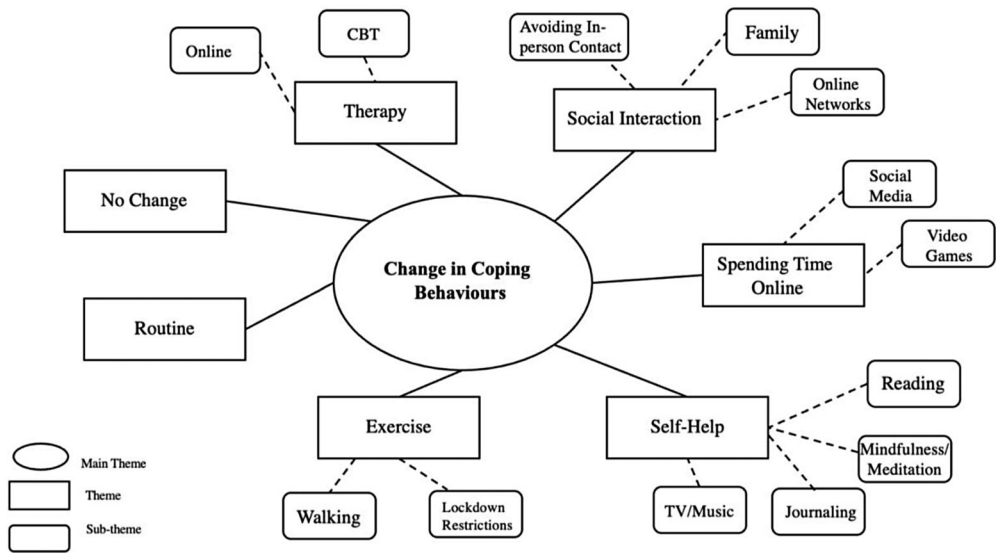 CBT
Online
Therapy
Avoiding In-
person Contact
Family
Online
Networks
Social Interaction
No Change
Social
Media
Video
Games
Spending Time
Online
Change in Coping
Behaviours
Routine
Exercise
Walking
Lockdown
Restrictions
Self-Help
Reading
Mindfulness/
Meditation
TV/Music
Journaling
Main Theme
Theme
Sub-theme